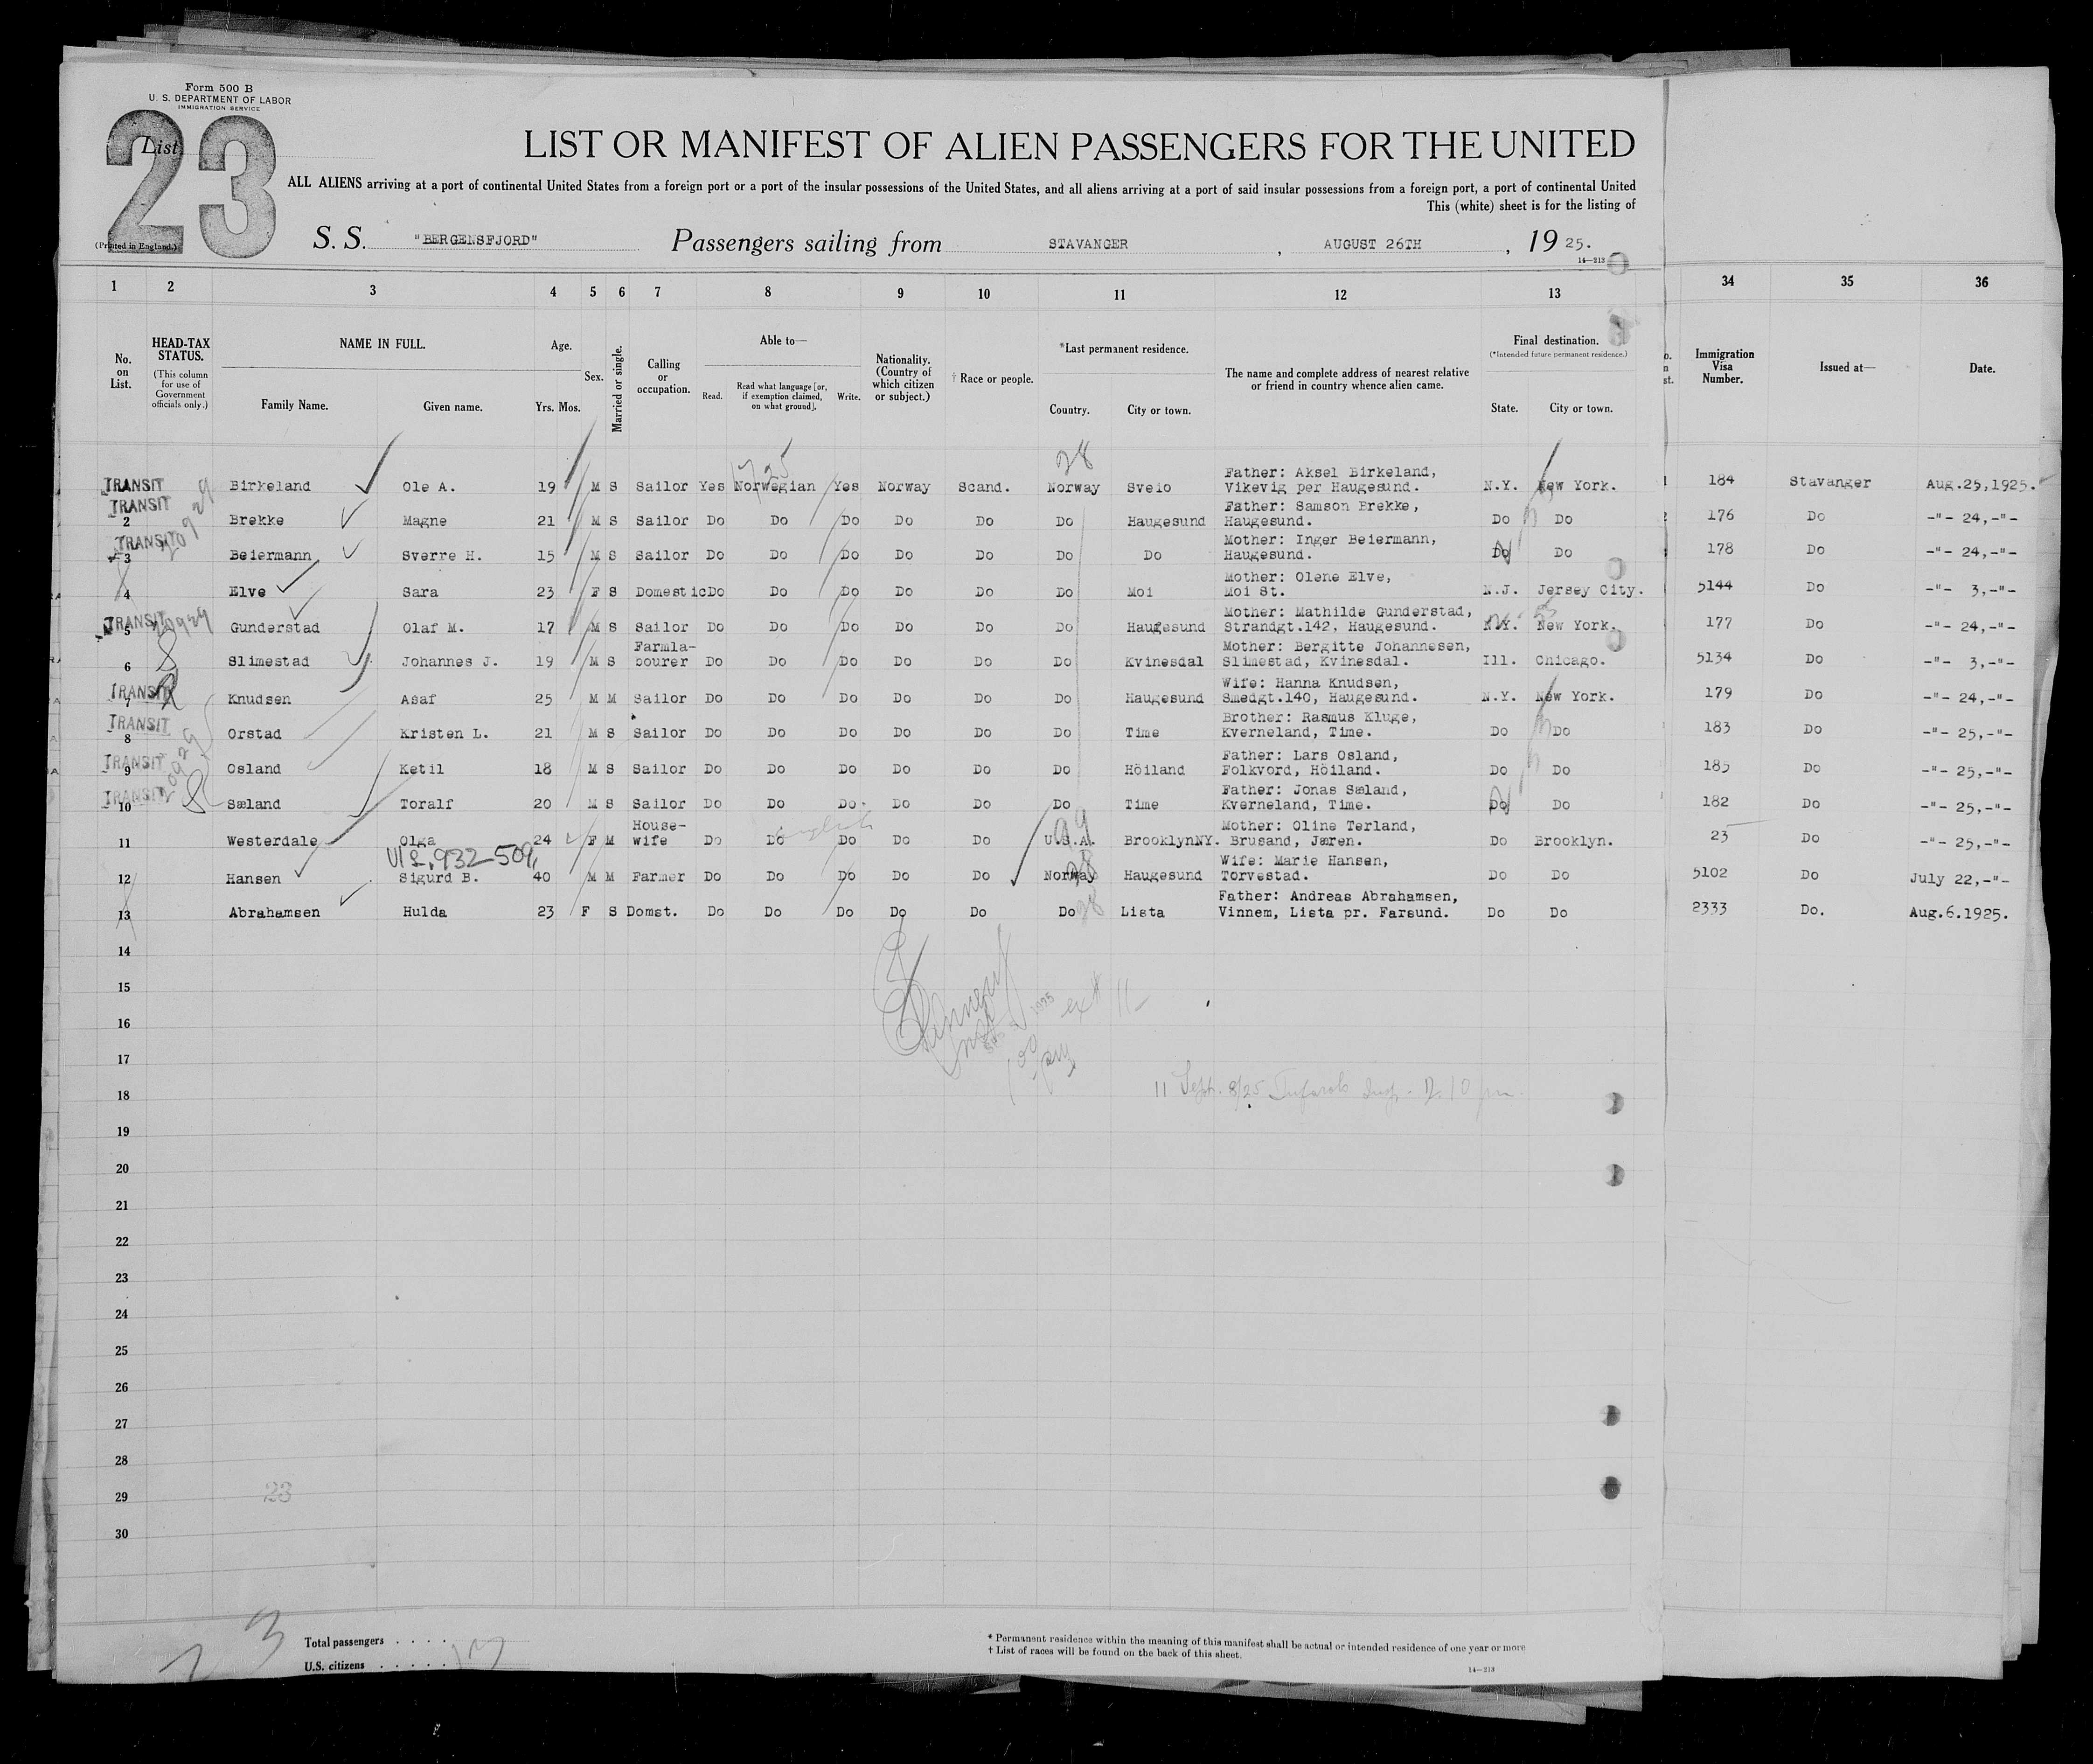 Form 500 B
U. S. DEPARTMENT OF LABOR
IMMIGRATION SERVICE
List
23
(Printed in England.)
LIST OR MANIFEST OF ALIEN PASSENGERS FOR THE UNITED
ALL ALIENS arriving at a port of continental United States from a foreign port or a port of the insular possessions of the United States, and all aliens arriving at a port of said insular possessions from a foreign port, a port of continental United
This (white) sheet is for the listing of
S. S. "BERGENSFJORD" Passengers sailing from STAVANGER, AUGUST 26TH, 1925.
14—213
1 2 3 4 5 6 7 8 9 10 11 12 13 34 35 36
No. on List.
HEAD-TAX STATUS. (This column for use of Government officials only.)
NAME IN FULL.
Family Name. Given name.
Age.
Yrs. Mos.
Sex.
Married or single.
Calling or occupation.
Able to—
Read. Read what language [or, if exemption claimed, on what ground]. Write.
Nationality. (Country of which citizen or subject.)
† Race or people.
*Last permanent residence.
Country. City or town.
The name and complete address of nearest relative or friend in country whence alien came.
Final destination.
(*Intended future permanent residence.)
State. City or town.
Immigration Visa Number.
Issued at—
Date.
28
TRANSIT Birkeland Ole A. 19 M S Sailor Yes Norwegian Yes Norway Scand. Norway Sveio Father: Aksel Birkeland, Vikevig per Haugesund. N.Y. New York. 184 Stavanger Aug.25,1925.
TRANSIT 2 Brekke Magne 21 M S Sailor Do Do Do Do Do Do Haugesund Father: Samson Brekke, Haugesund. Do Do 176 Do -"- 24,-"-
TRANSIT 3 Beiermann Sverre H. 15 M S Sailor Do Do Do Do Do Do Do Mother: Inger Beiermann, Haugesund. Do Do 178 Do -"- 24,-"-
4 Elve Sara 23 F S Domestic Do Do Do Do Do Do Moi Mother: Olene Elve, Moi St. N.J. Jersey City. 5144 Do -"- 3,-"-
TRANSIT 5 Gunderstad Olaf M. 17 M S Sailor Do Do Do Do Do Do Haugesund Mother: Mathilde Gunderstad, Strandgt.142, Haugesund. N.Y. New York. 177 Do -"- 24,-"-
6 Slimestad Johannes J. 19 M S Farmla-bourer Do Do Do Do Do Do Kvinesdal Mother: Bergitte Johannesen, Slimestad, Kvinesdal. Ill. Chicago. 5134 Do -"- 3,-"-
TRANSIT 7 Knudsen Asaf 25 M M Sailor Do Do Do Do Do Do Haugesund Wife: Hanna Knudsen, Smedgt.140, Haugesund. N.Y. New York. 179 Do -"- 24,-"-
TRANSIT 8 Orstad Kristen L. 21 M S Sailor Do Do Do Do Do Do Time Brother: Rasmus Kluge, Kverneland, Time. Do Do 183 Do -"- 25,-"-
TRANSIT 9 Osland Ketil 18 M S Sailor Do Do Do Do Do Do Höiland Father: Lars Osland, Folkvord, Höiland. Do Do 185 Do -"- 25,-"-
TRANSIT 10 Sæland Toralf 20 M S Sailor Do Do Do Do Do Do Time Father: Jonas Sæland, Kverneland, Time. Do Do 182 Do -"- 25,-"-
11 Westerdale Olga 24 F M House-wife Do Do english Do Do Do U.S.A. BrooklynNY. Mother: Oline Terland, Brusand, Jæren. Do Brooklyn. 23 Do -"- 25,-"-
12 Hansen Sigurd B. 40 M M Farmer Do Do Do Do Do Norway Haugesund Wife: Marie Hansen, Torvestad. Do Do 5102 Do July 22,-"-
13 Abrahamsen Hulda 23 F S Domst. Do Do Do Do Do Do Lista Father: Andreas Abrahamsen, Vinnem, Lista pr. Farsund. Do Do 2333 Do. Aug.6.1925.
14
15
16
17
18
19
20
21
22
23
24
25
26
27
28
29
23
30
Total passengers . . . .
U.S. citizens . . . . .
* Permanent residence within the meaning of this manifest shall be actual or intended residence of one year or more
† List of races will be found on the back of this sheet.
14—213